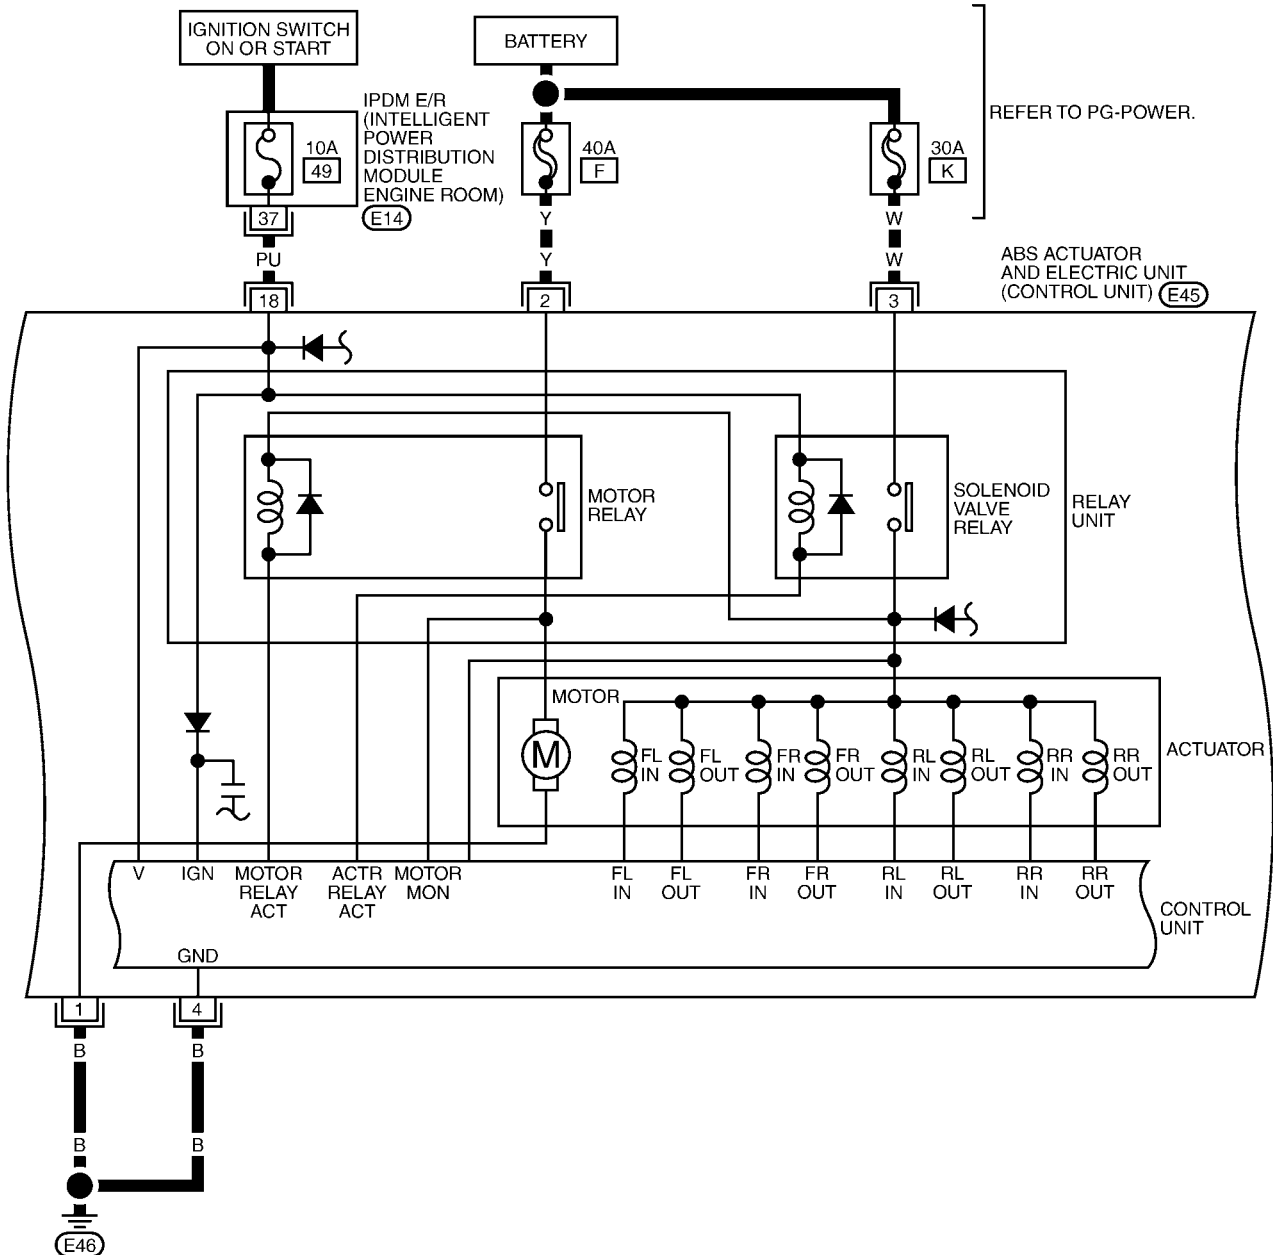 IGNITION SWITCH
ON OR START
BATTERY
IPDM E/R
(INTELLIGENT
POWER
DISTRIBUTION
MODULE
ENGINE ROOM)
E14
10A
49
40A
F
30A
K
REFER TO PG-POWER.
37
PU
Y
Y
W
W
ABS ACTUATOR
AND ELECTRIC UNIT
(CONTROL UNIT)
E45
18
2
3
MOTOR
RELAY
SOLENOID
VALVE
RELAY
RELAY
UNIT
MOTOR
M
FL
IN
FL
OUT
FR
IN
FR
OUT
RL
IN
RL
OUT
RR
IN
RR
OUT
ACTUATOR
V
IGN
MOTOR
RELAY
ACT
ACTR
RELAY
ACT
MOTOR
MON
FL
IN
FL
OUT
FR
IN
FR
OUT
RL
IN
RL
OUT
RR
IN
RR
OUT
CONTROL
UNIT
GND
1
4
B
B
B
B
E46